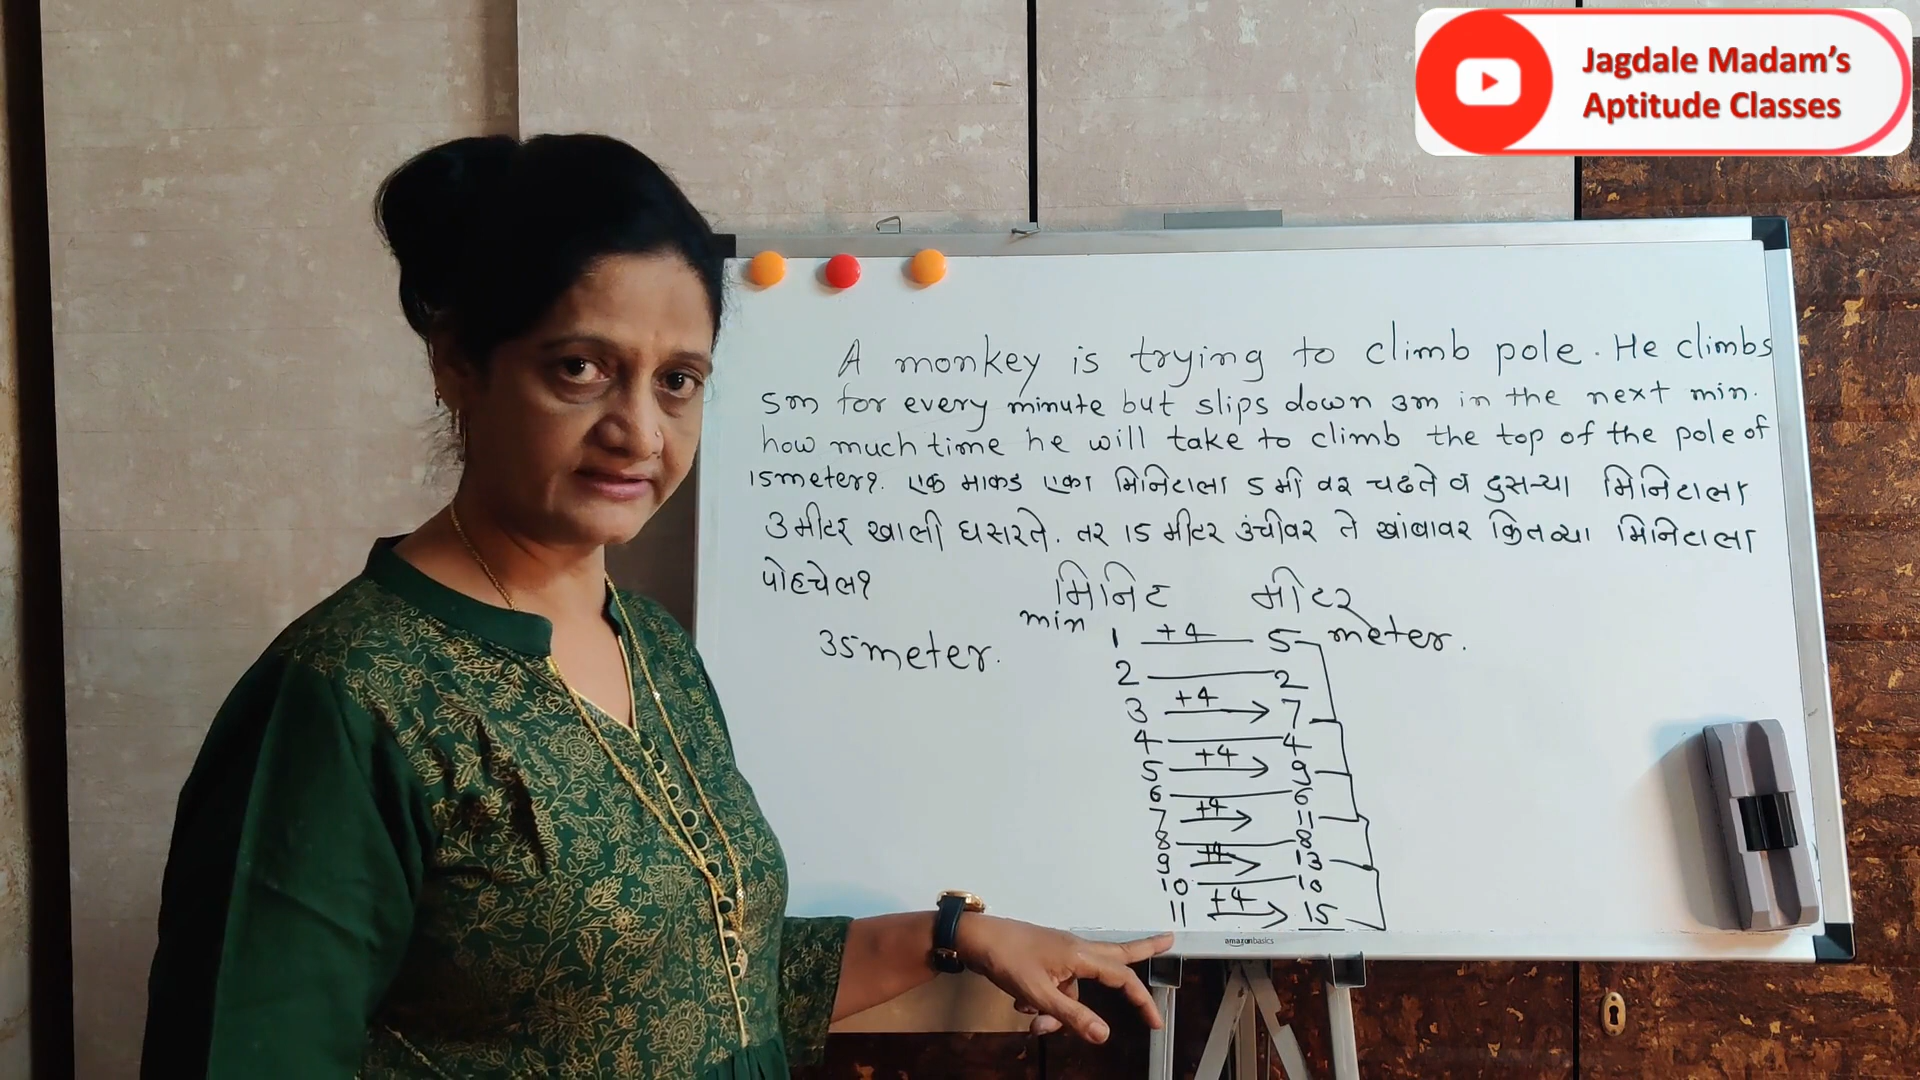 Jagdale Madam's
Aptitude Classes
A monkey is trying to climb pole. He climbs
5m for every minute but slips down 3m in the next min.
how much time he will take to climb the top of the pole of
15meter?. एक माकड एका मिनिटाला 5 मी वर चढते व दुसऱ्या मिनिटाला
3मीटर खाली घसरते. तर 15 मीटर उंचीवर ते खांबावर कितव्या मिनिटाला
पोहचेल?
मिनिट मीटर
min meter.
35meter.
1 +4 5
2 2
3 +4 7
4 4
5 +4 9
6 6
7 +4 11
8 8
9 +4 13
10 10
11 +4 15
amazonbasics